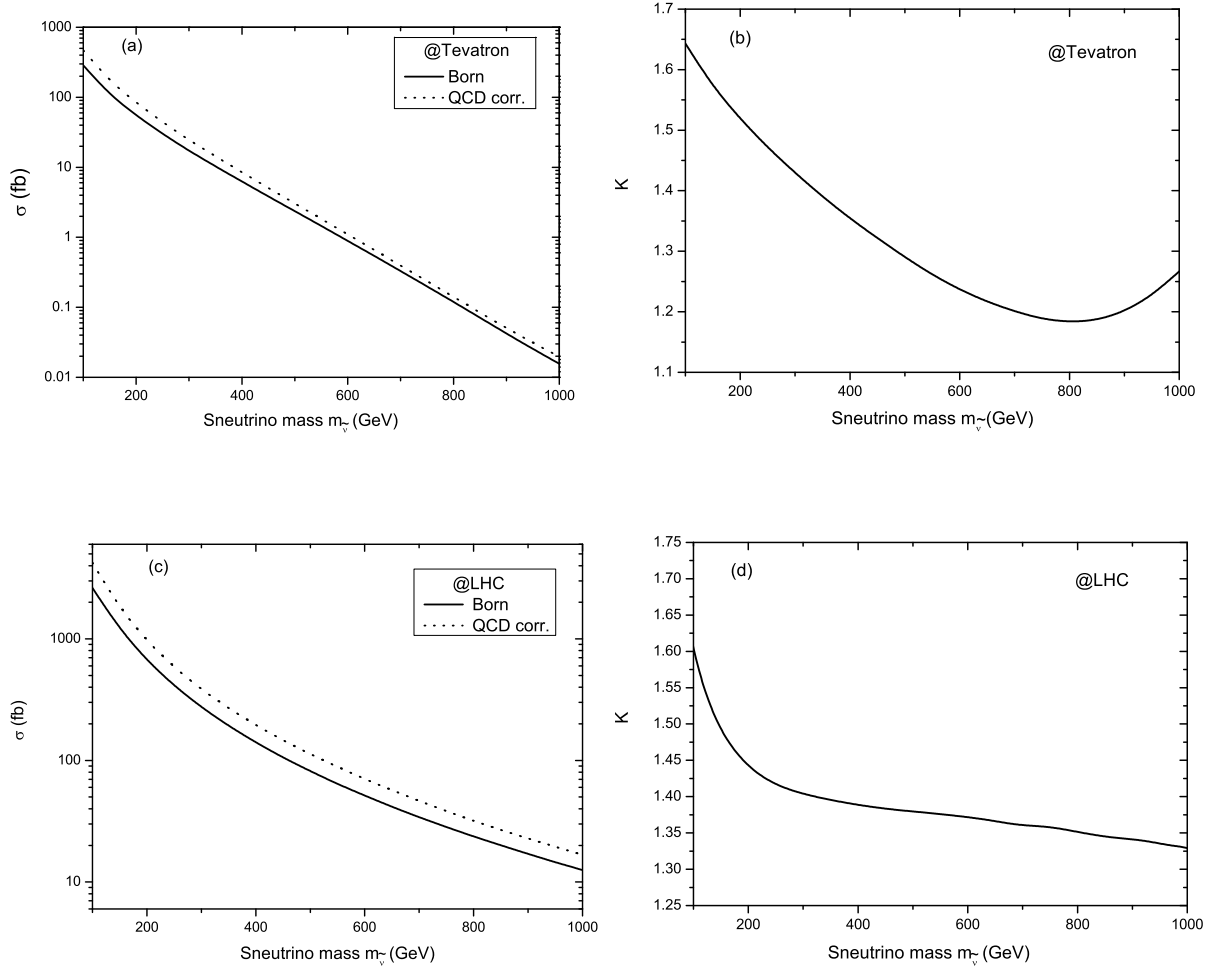 (a)
@Tevatron
Born
QCD corr.
1000
100
10
1
0.1
0.01
σ (fb)
200
400
600
800
1000
Sneutrino mass m ν̃ (GeV)
(b)
@Tevatron
1.7
1.6
1.5
1.4
1.3
1.2
1.1
K
200
400
600
800
1000
Sneutrino mass m ν̃ (GeV)
(c)
@LHC
Born
QCD corr.
1000
100
10
σ (fb)
200
400
600
800
1000
Sneutrino mass m ν̃ (GeV)
(d)
@LHC
1.75
1.70
1.65
1.60
1.55
1.50
1.45
1.40
1.35
1.30
1.25
K
200
400
600
800
1000
Sneutrino mass m ν̃ (GeV)